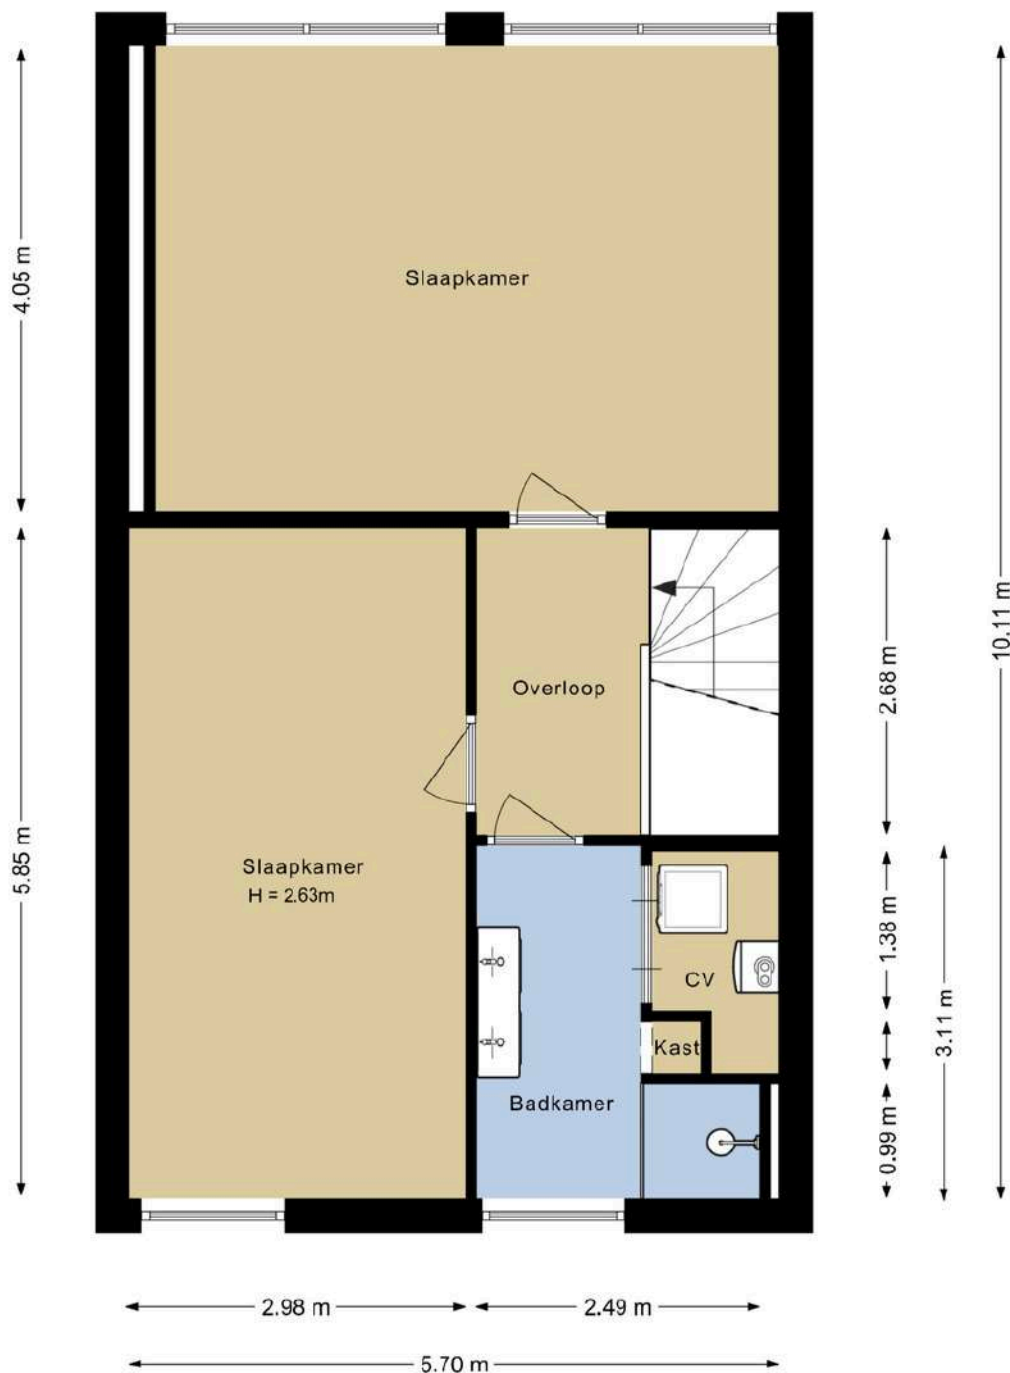 4.05 m
Slaapkamer
10.11 m
2.68 m
Overloop
5.85 m
Slaapkamer
H = 2.63m
1.38 m
CV
3.11 m
Kast
Badkamer
0.99 m
2.98 m
2.49 m
5.70 m